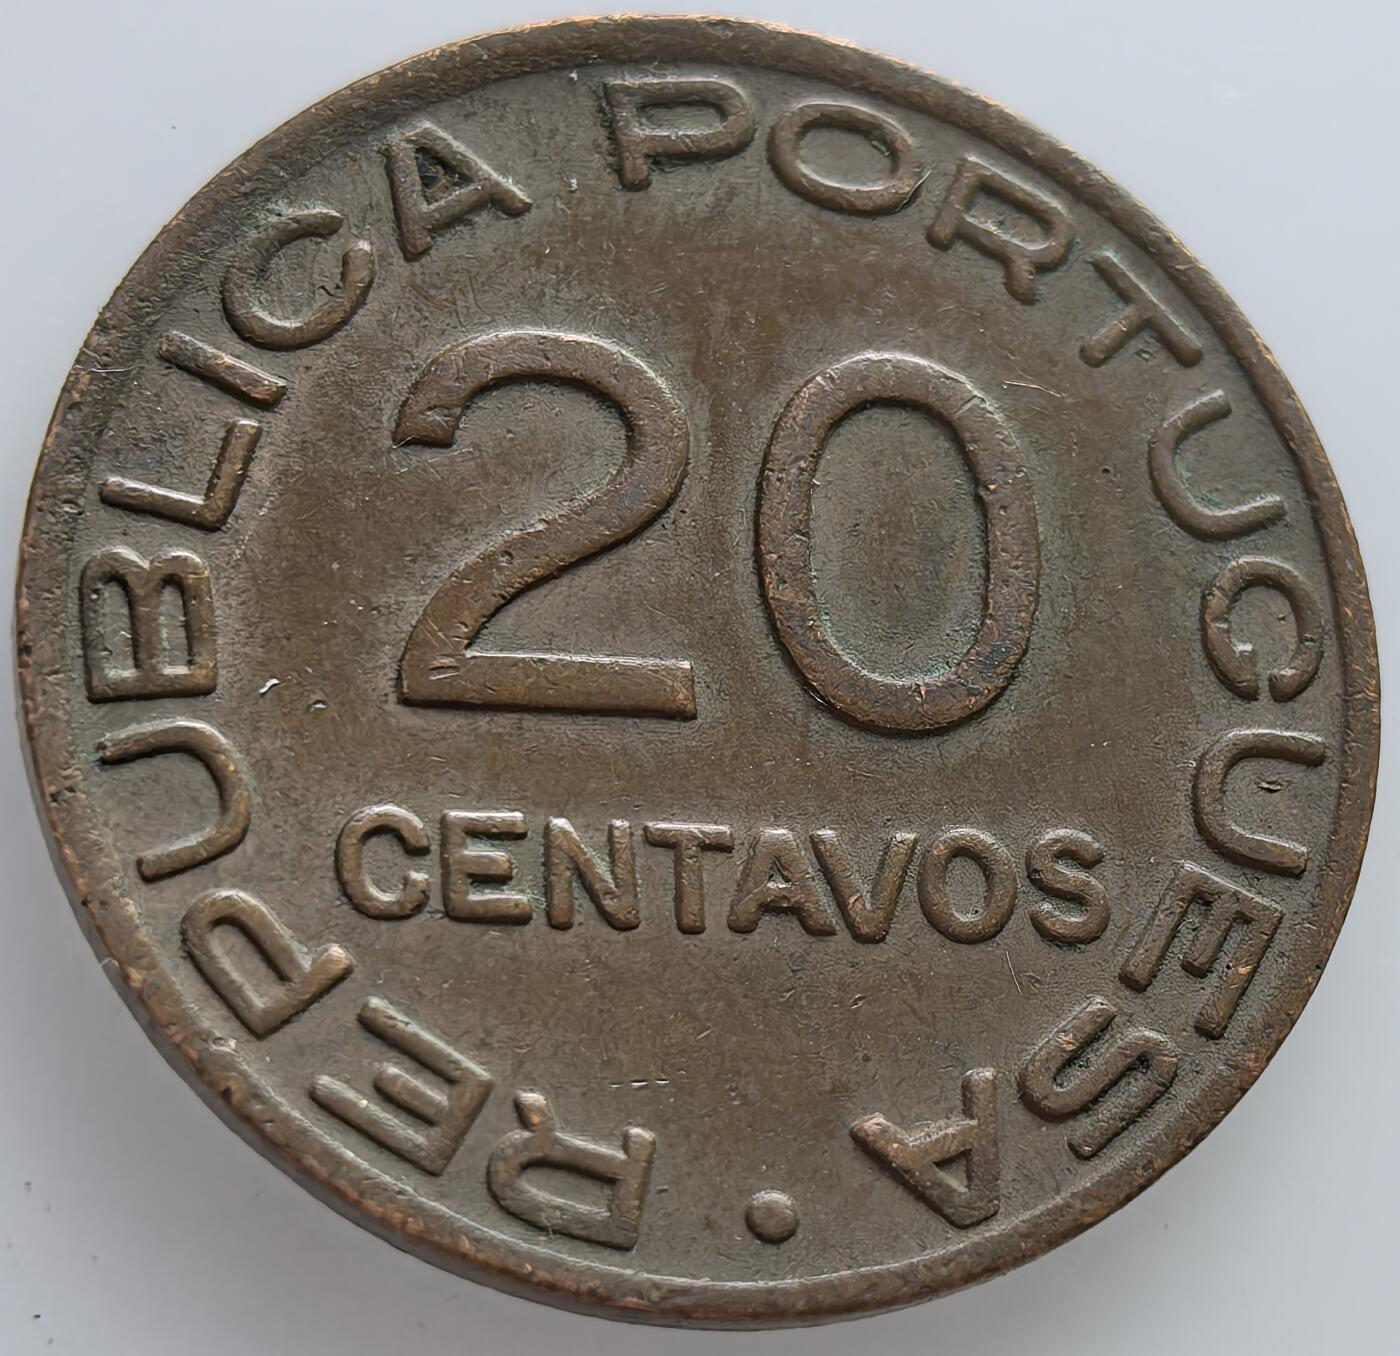 REPUBLICA PORTUGUESA •
20
CENTAVOS